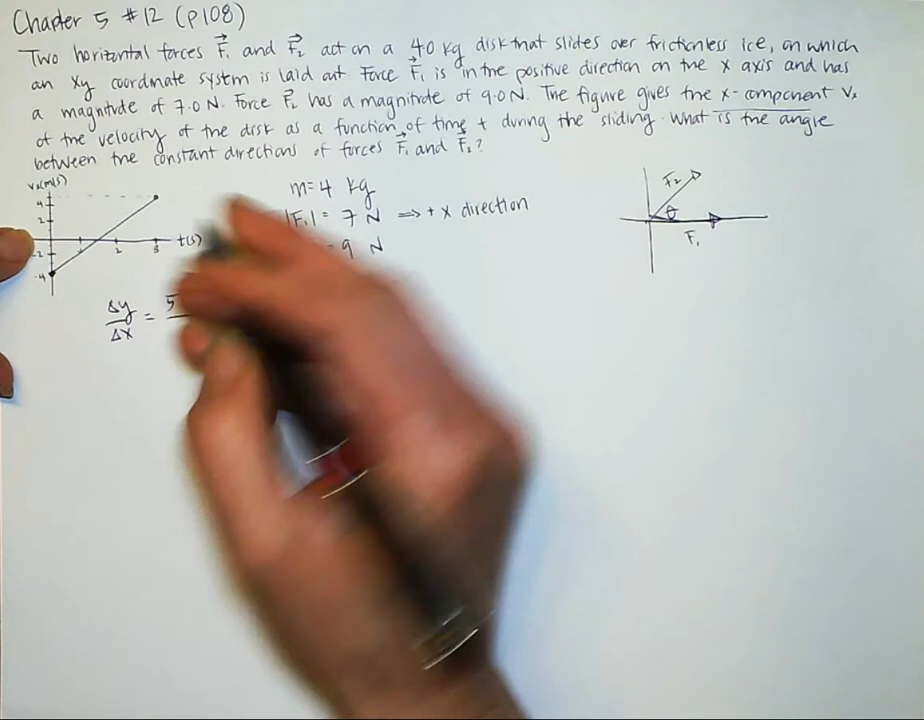 Chapter 5 #12 (p108)
Two horizontal forces F₁ and F₂ act on a 4.0 kg disk that slides over frictionless ice, on which
an xy coordinate system is laid out. Force F₁ is in the positive direction on the x axis and has
a magnitude of 7.0 N. Force F₂ has a magnitude of 9.0 N. The figure gives the x-component Vₓ
of the velocity of the disk as a function of time t during the sliding. What is the angle
between the constant directions of forces F₁ and F₂?
Vₓ(m/s)
4
2
-2
-4
2
3
t(s)
m=4 kg
|F₁| = 7 N ⇒ +x direction
9 N
F₂
θ
F₁
Δy
Δx
= 5